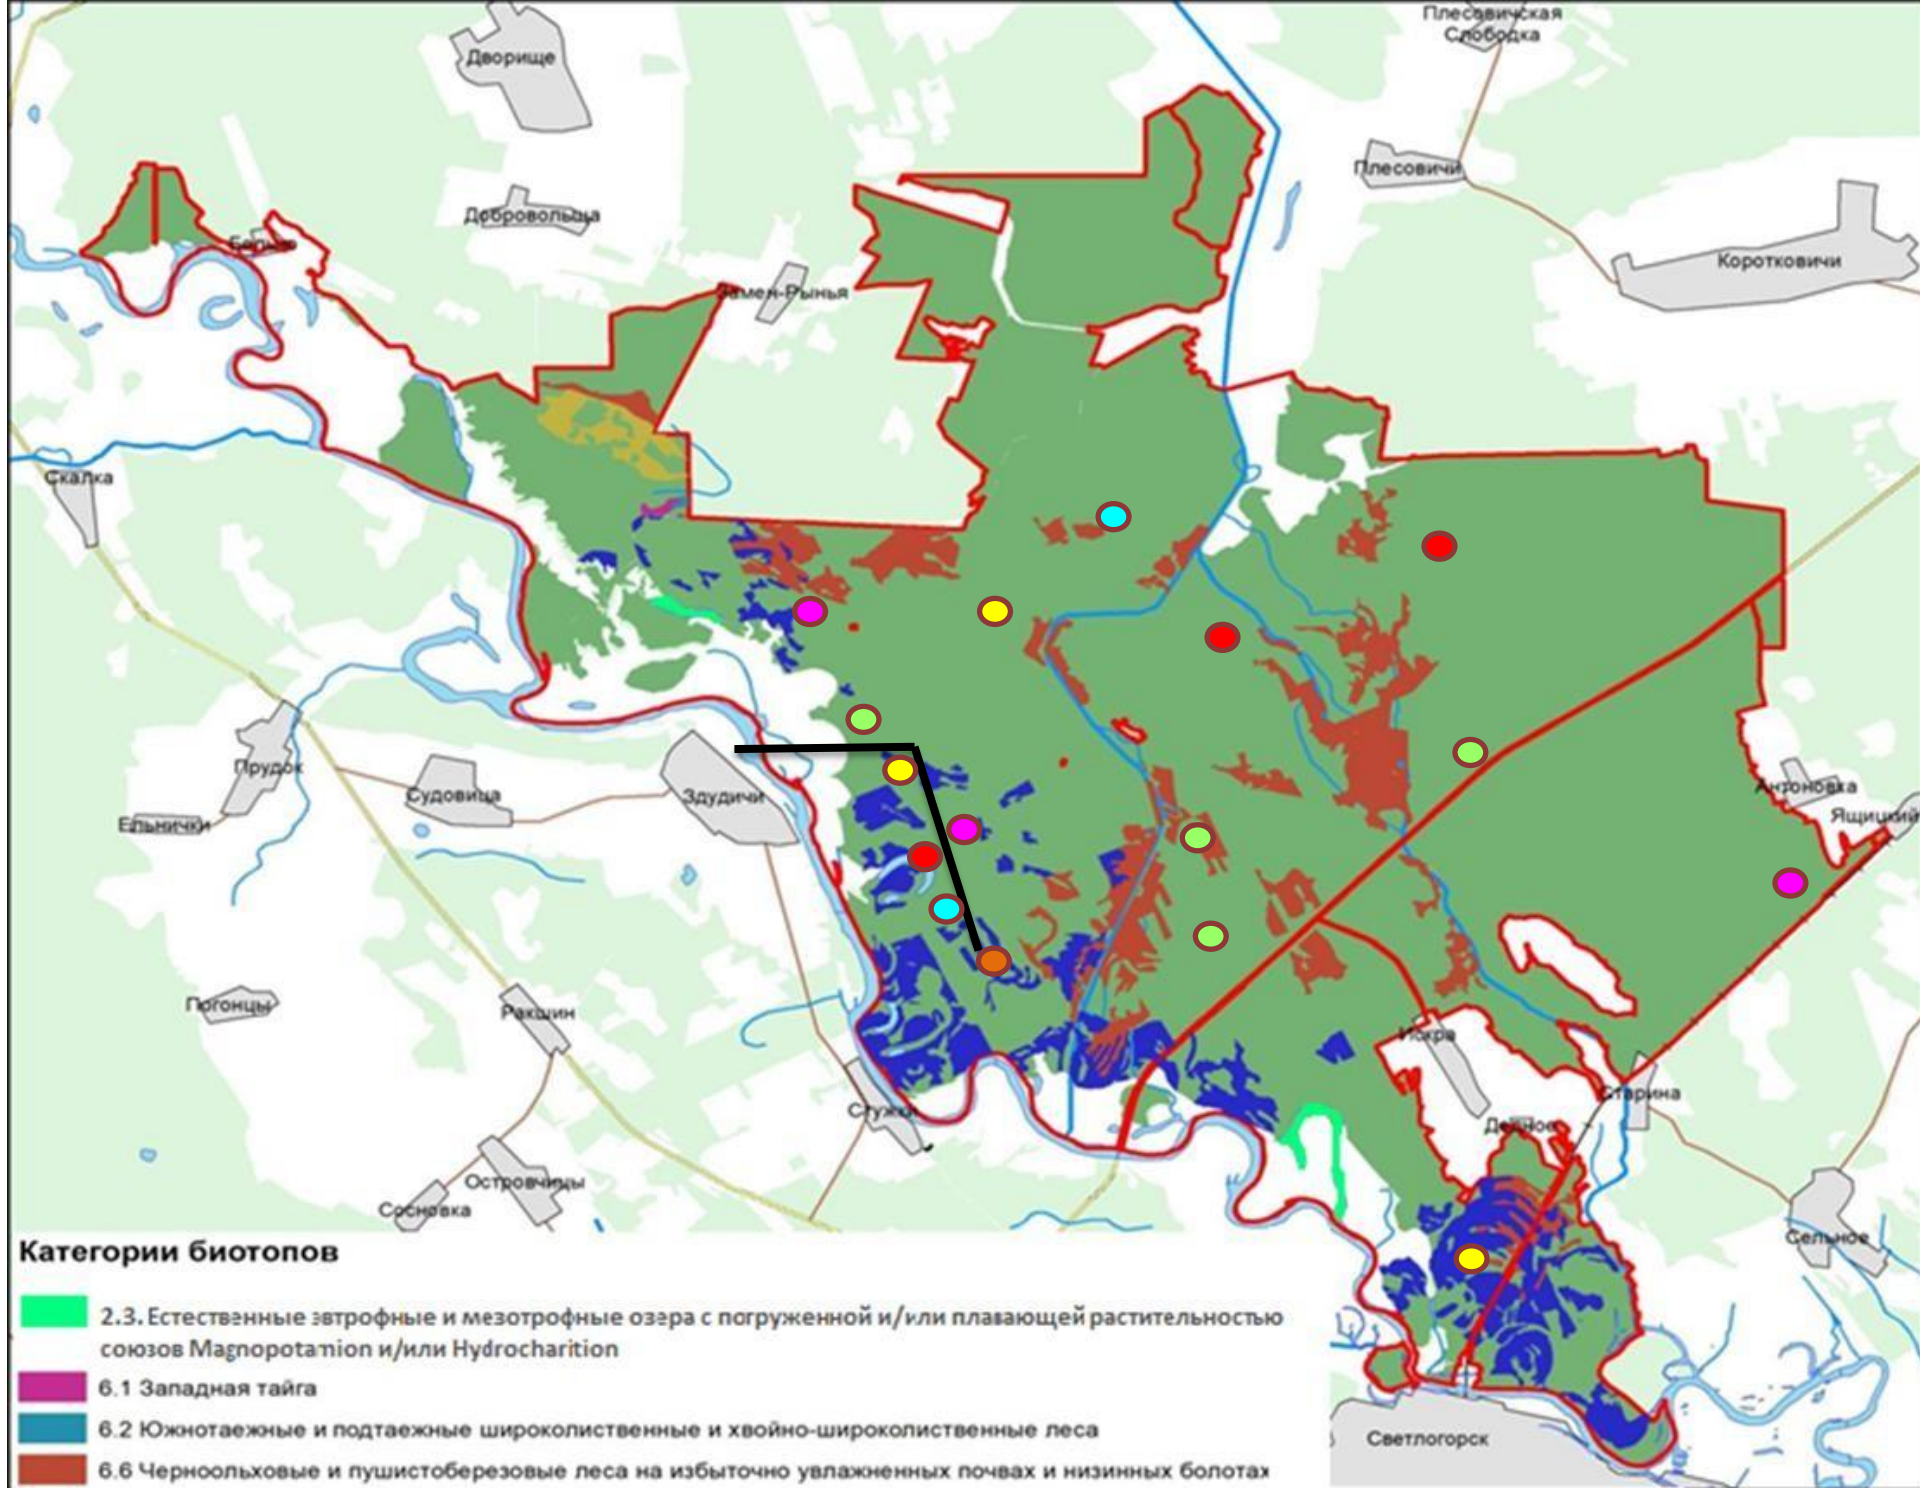 Плесавичская
Слободка
Дворище
Плесовичи
Добровольща
Коротковичи
Замен-Рынья
Скалка
Прудок
Судовица
Здудичи
Антоновка
Ельнички
Ящицкий
Погонцы
Ракшин
Искра
Старина
Стужки
Островчицы
Сосновка
Сельное
Светлогорск
Категории биотопов
2.3. Естественные эвтрофные и мезотрофные озера с погруженной и/или плавающей растительностью
союзов Magnopotamion и/или Hydrocharition
6.1 Западная тайга
6.2 Южнотаежные и подтаежные широколиственные и хвойно-широколиственные леса
6.6 Черноольховые и пушистоберезовые леса на избыточно увлажненных почвах и низинных болотах